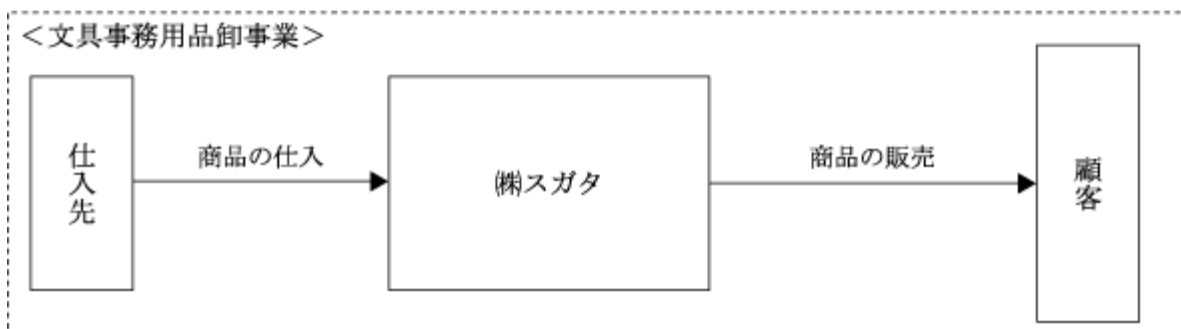 <文具事務用品卸事業>
仕入先
商品の仕入
㈱スガタ
商品の販売
顧客